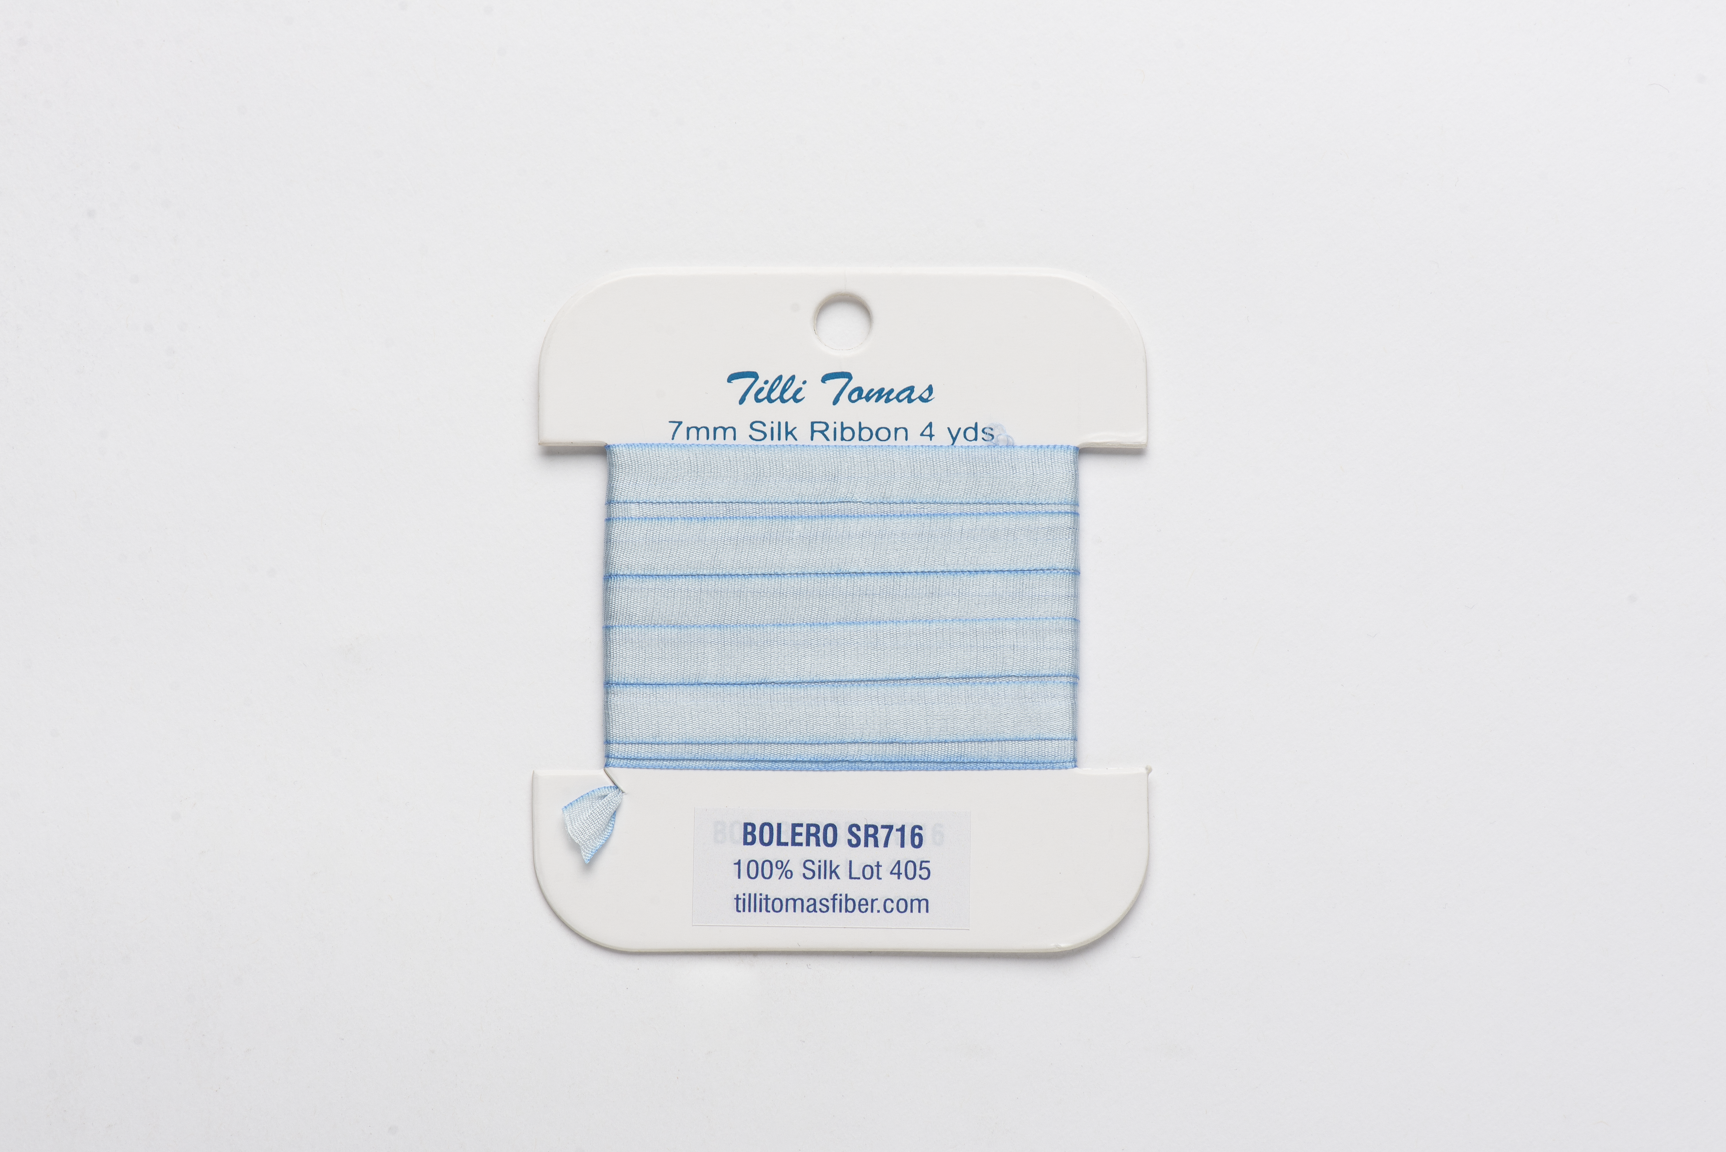 Tilli Tomas
7mm Silk Ribbon 4 yds
BOLERO SR716
100% Silk Lot 405
tillitomasfiber.com